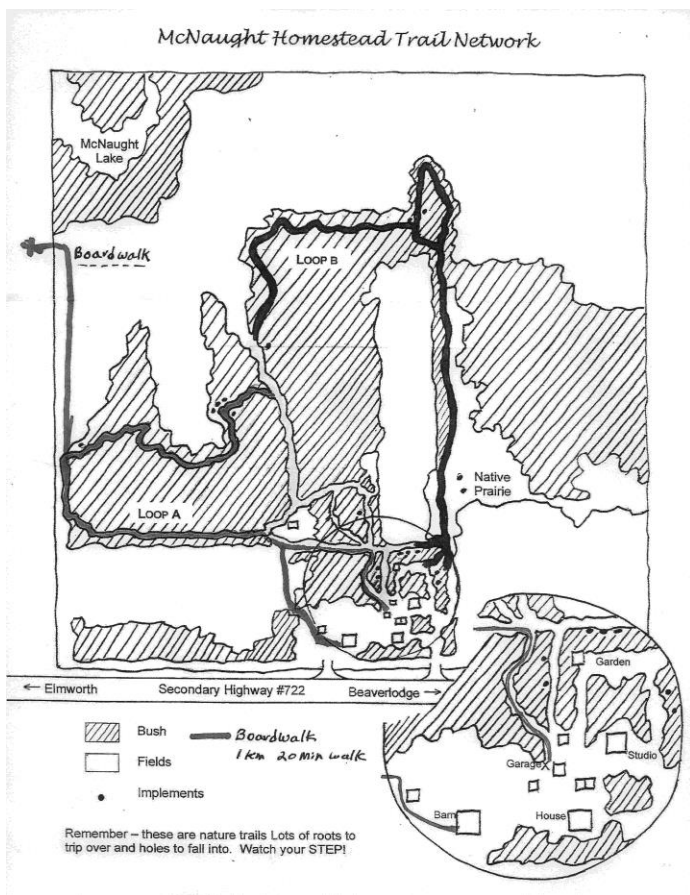 McNaught Homestead Trail Network
McNaught
Lake
Boardwalk
LOOP B
Native
Prairie
LOOP A
← Elmworth Secondary Highway #722 Beaverlodge →
Garden
Studio
Garage X
Barn
House
Bush
Fields
• Implements
Boardwalk
1 km 20 Min walk
Remember – these are nature trails Lots of roots to
trip over and holes to fall into. Watch your STEP!